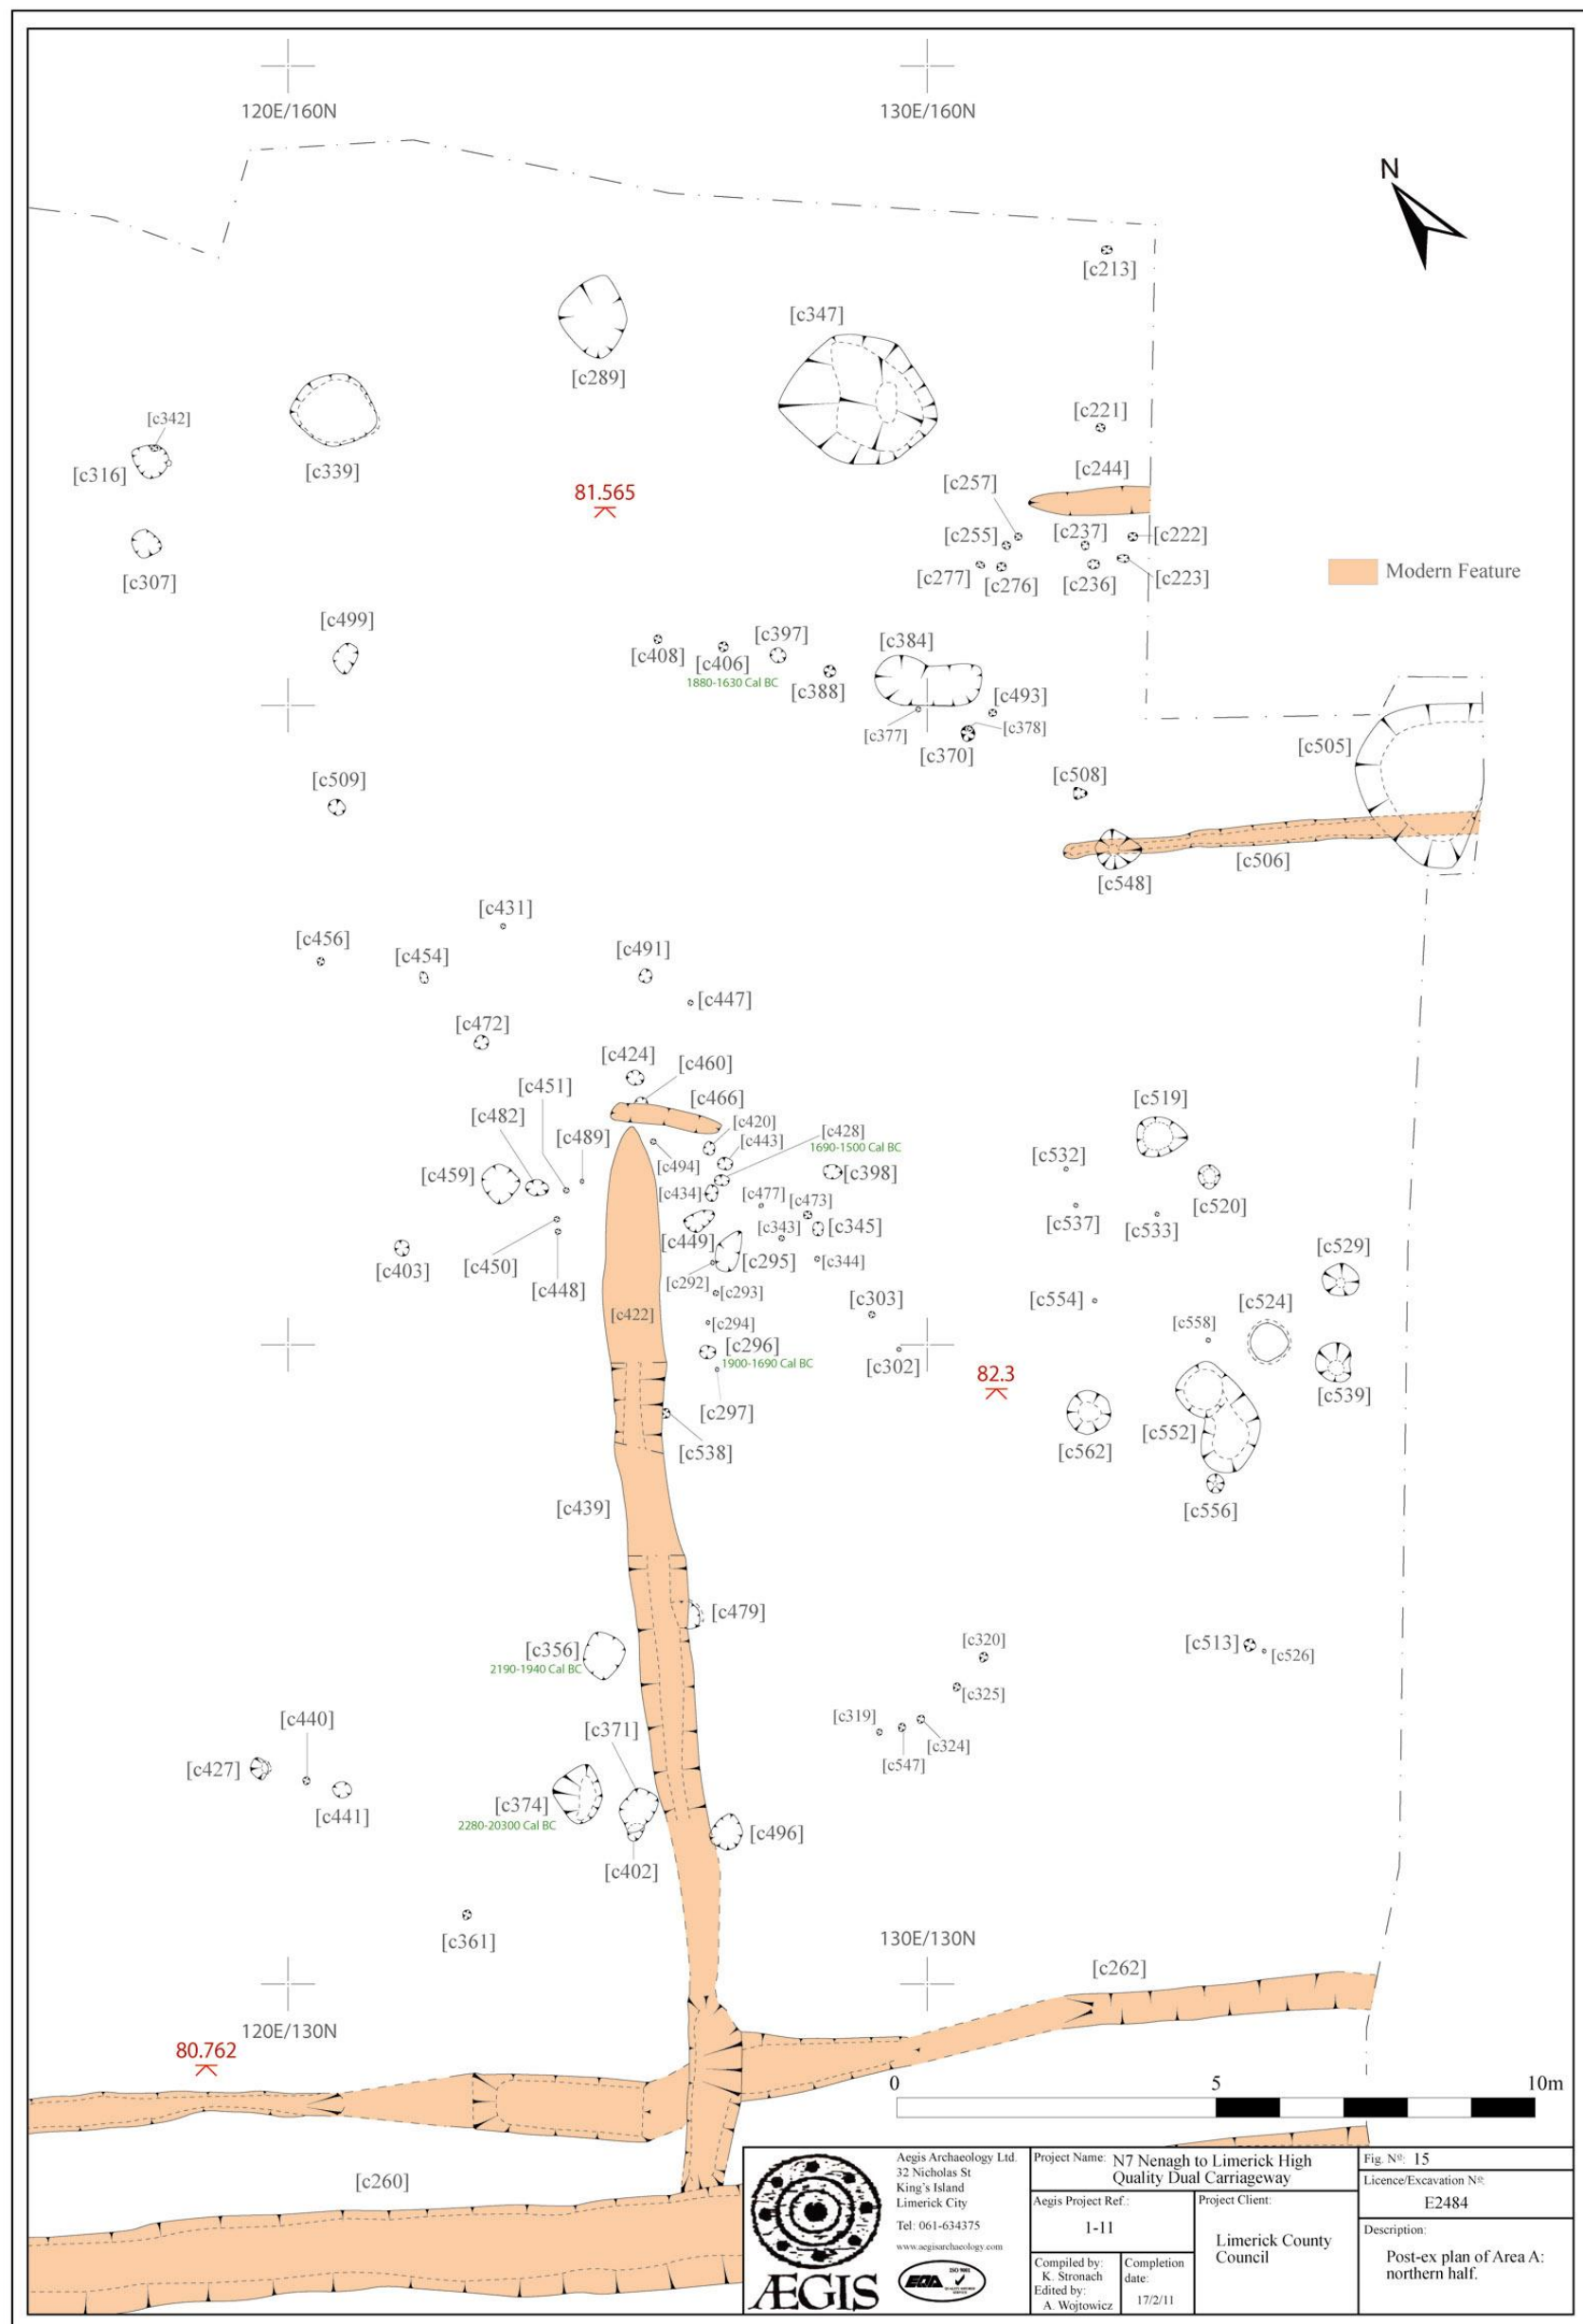 120E/160N
130E/160N
N
[c213]
[c347]
[c289]
[c221]
[c342]
[c316]
[c339]
[c244]
[c257]
81.565
[c255]
[c237]
[c222]
[c277]
[c276]
[c236]
[c223]
[c307]
Modern Feature
[c499]
[c408]
[c406]
1880-1630 Cal BC
[c397]
[c388]
[c384]
[c493]
[c377]
[c378]
[c370]
[c505]
[c509]
[c508]
[c506]
[c548]
[c431]
[c456]
[c454]
[c491]
[c447]
[c472]
[c424]
[c460]
[c451]
[c466]
[c482]
[c420]
[c489]
[c428]
1690-1500 Cal BC
[c443]
[c519]
[c494]
[c459]
[c398]
[c532]
[c434]
[c477]
[c473]
[c520]
[c537]
[c533]
[c343]
[c345]
[c449]
[c295]
[c403]
[c450]
[c344]
[c529]
[c292]
[c448]
[c293]
[c303]
[c554]
[c524]
[c422]
[c294]
[c558]
[c296]
1900-1690 Cal BC
[c302]
82.3
[c539]
[c297]
[c552]
[c538]
[c562]
[c439]
[c556]
[c479]
[c356]
2190-1940 Cal BC
[c320]
[c513]
[c526]
[c325]
[c440]
[c371]
[c319]
[c324]
[c547]
[c427]
[c374]
2280-20300 Cal BC
[c441]
[c496]
[c402]
[c361]
130E/130N
[c262]
120E/130N
80.762
0
5
10m
[c260]
ÆGIS
Aegis Archaeology Ltd.
32 Nicholas St
King's Island
Limerick City
Tel: 061-634375
www.aegisarchaeology.com
EQA
ISO 9001
Project Name: N7 Nenagh to Limerick High
Quality Dual Carriageway
Fig. Nº: 15
Licence/Excavation Nº:
E2484
Aegis Project Ref.:
1-11
Project Client:
Limerick County
Council
Description:
Post-ex plan of Area A:
northern half.
Compiled by:
K. Stronach
Edited by:
A. Wojtowicz
Completion
date:
17/2/11